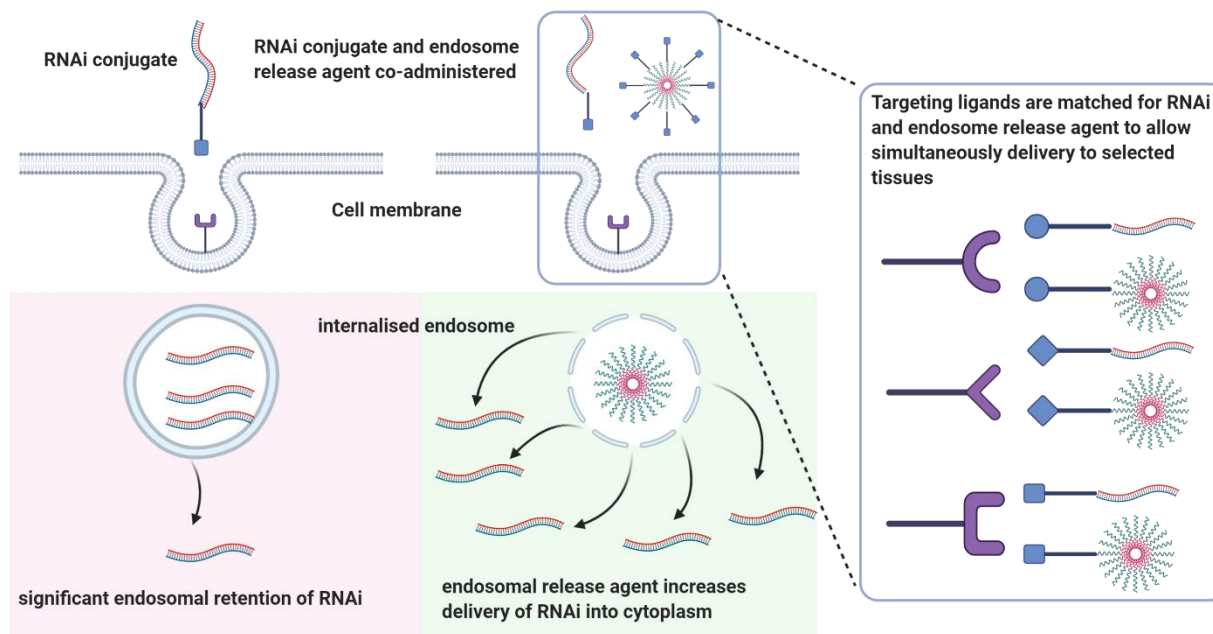 RNAi conjugate
RNAi conjugate and endosome
release agent co-administered
Cell membrane
Targeting ligands are matched for RNAi
and endosome release agent to allow
simultaneously delivery to selected
tissues
internalised endosome
significant endosomal retention of RNAi
endosomal release agent increases
delivery of RNAi into cytoplasm